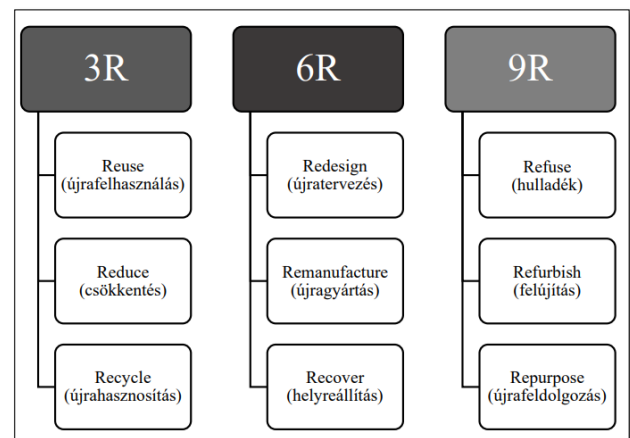 3R
Reuse
(újrafelhasználás)
Reduce
(csökkentés)
Recycle
(újrahasznosítás)
6R
Redesign
(újratervezés)
Remanufacture
(újragyártás)
Recover
(helyreállítás)
9R
Refuse
(hulladék)
Refurbish
(felújítás)
Repurpose
(újrafeldolgozás)